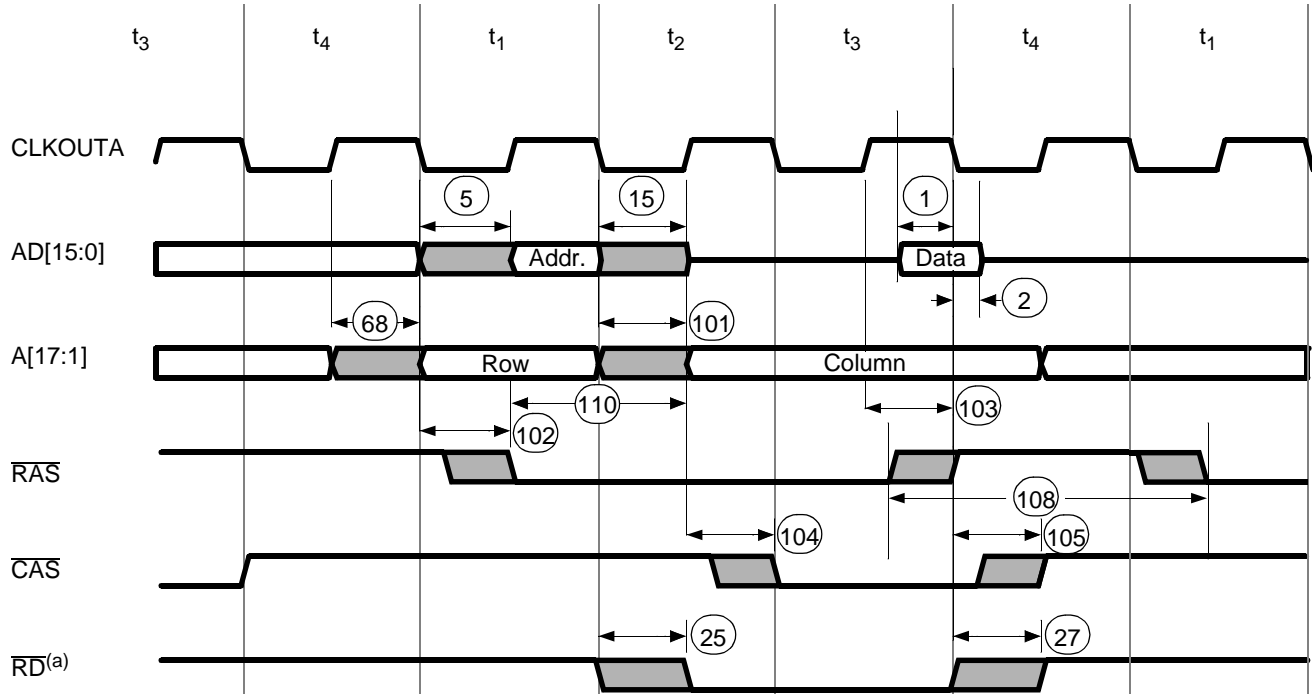 t3 t4 t1 t2 t3 t4 t1
CLKOUTA
5 15 1
AD[15:0] Addr. Data
2
68 101
A[17:1] Row Column
110 103
102
RAS
108
104 105
CAS
25 27
RD(a)